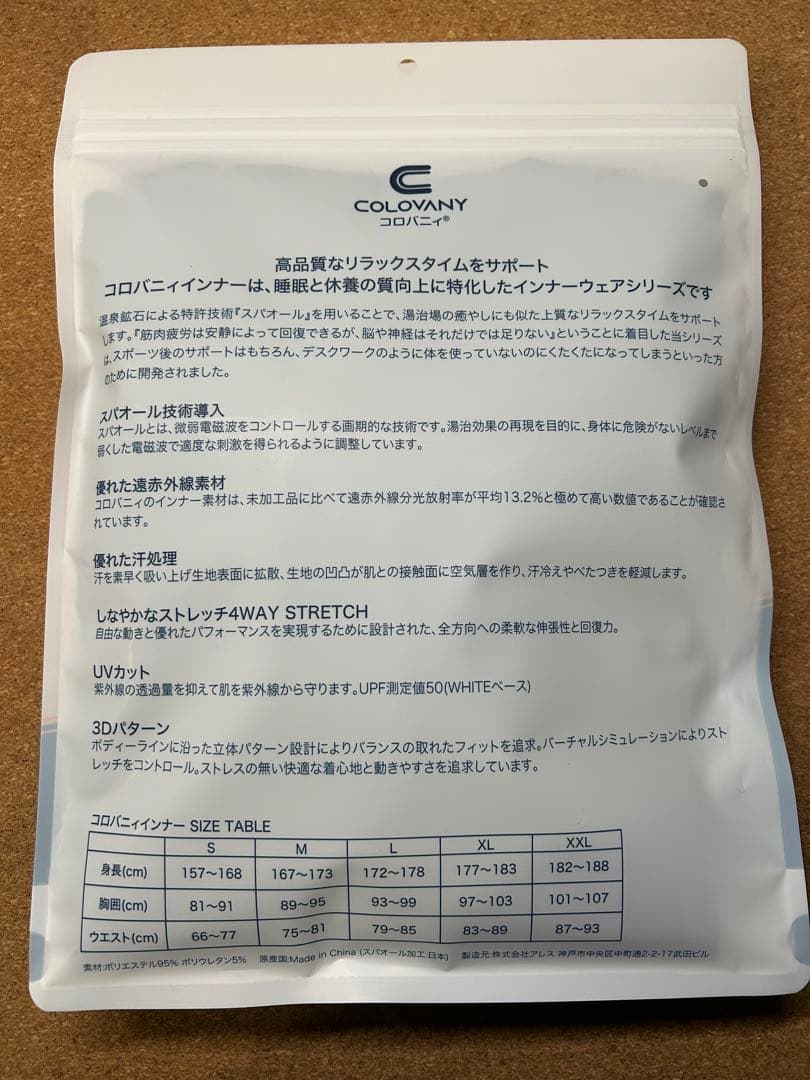 COLOVANY
コロバニィ®
高品質なリラックスタイムをサポート
コロバニィインナーは、睡眠と休養の質向上に特化したインナーウェアシリーズです
温泉鉱石による特許技術『スパオール』を用いることで、湯治場の癒やしにも似た上質なリラックスタイムをサポート
します。『筋肉疲労は安静によって回復できるが、脳や神経はそれだけでは足りない』ということに着目した当シリーズ
は、スポーツ後のサポートはもちろん、デスクワークのように体を使っていないのにくたくたになってしまうといった方
のために開発されました。
スパオール技術導入
スパオールとは、微弱電磁波をコントロールする画期的な技術です。湯治効果の再現を目的に、身体に危険がないレベルまで
弱くした電磁波で適度な刺激を得られるように調整しています。
優れた遠赤外線素材
コロバニィのインナー素材は、未加工品に比べて遠赤外線分光放射率が平均13.2%と極めて高い数値であることが確認さ
れています。
優れた汗処理
汗を素早く吸い上げ生地表面に拡散、生地の凹凸が肌との接触面に空気層を作り、汗冷えやべたつきを軽減します。
しなやかなストレッチ4WAY STRETCH
自由な動きと優れたパフォーマンスを実現するために設計された、全方向への柔軟な伸張性と回復力。
UVカット
紫外線の透過量を抑えて肌を紫外線から守ります。UPF測定値50(WHITEベース)
3Dパターン
ボディーラインに沿った立体パターン設計によりバランスの取れたフィットを追求。バーチャルシミュレーションによりスト
レッチをコントロール。ストレスの無い快適な着心地と動きやすさを追求しています。
コロバニィインナー SIZE TABLE
S M L XL XXL
身長(cm) 157～168 167～173 172～178 177～183 182～188
胸囲(cm) 81～91 89～95 93～99 97～103 101～107
ウエスト(cm) 66～77 75～81 79～85 83～89 87～93
素材:ポリエステル95% ポリウレタン5% 原産国:Made in China (スパオール加工:日本) 製造元:株式会社アレス 神戸市中央区中町通2-2-17武田ビル